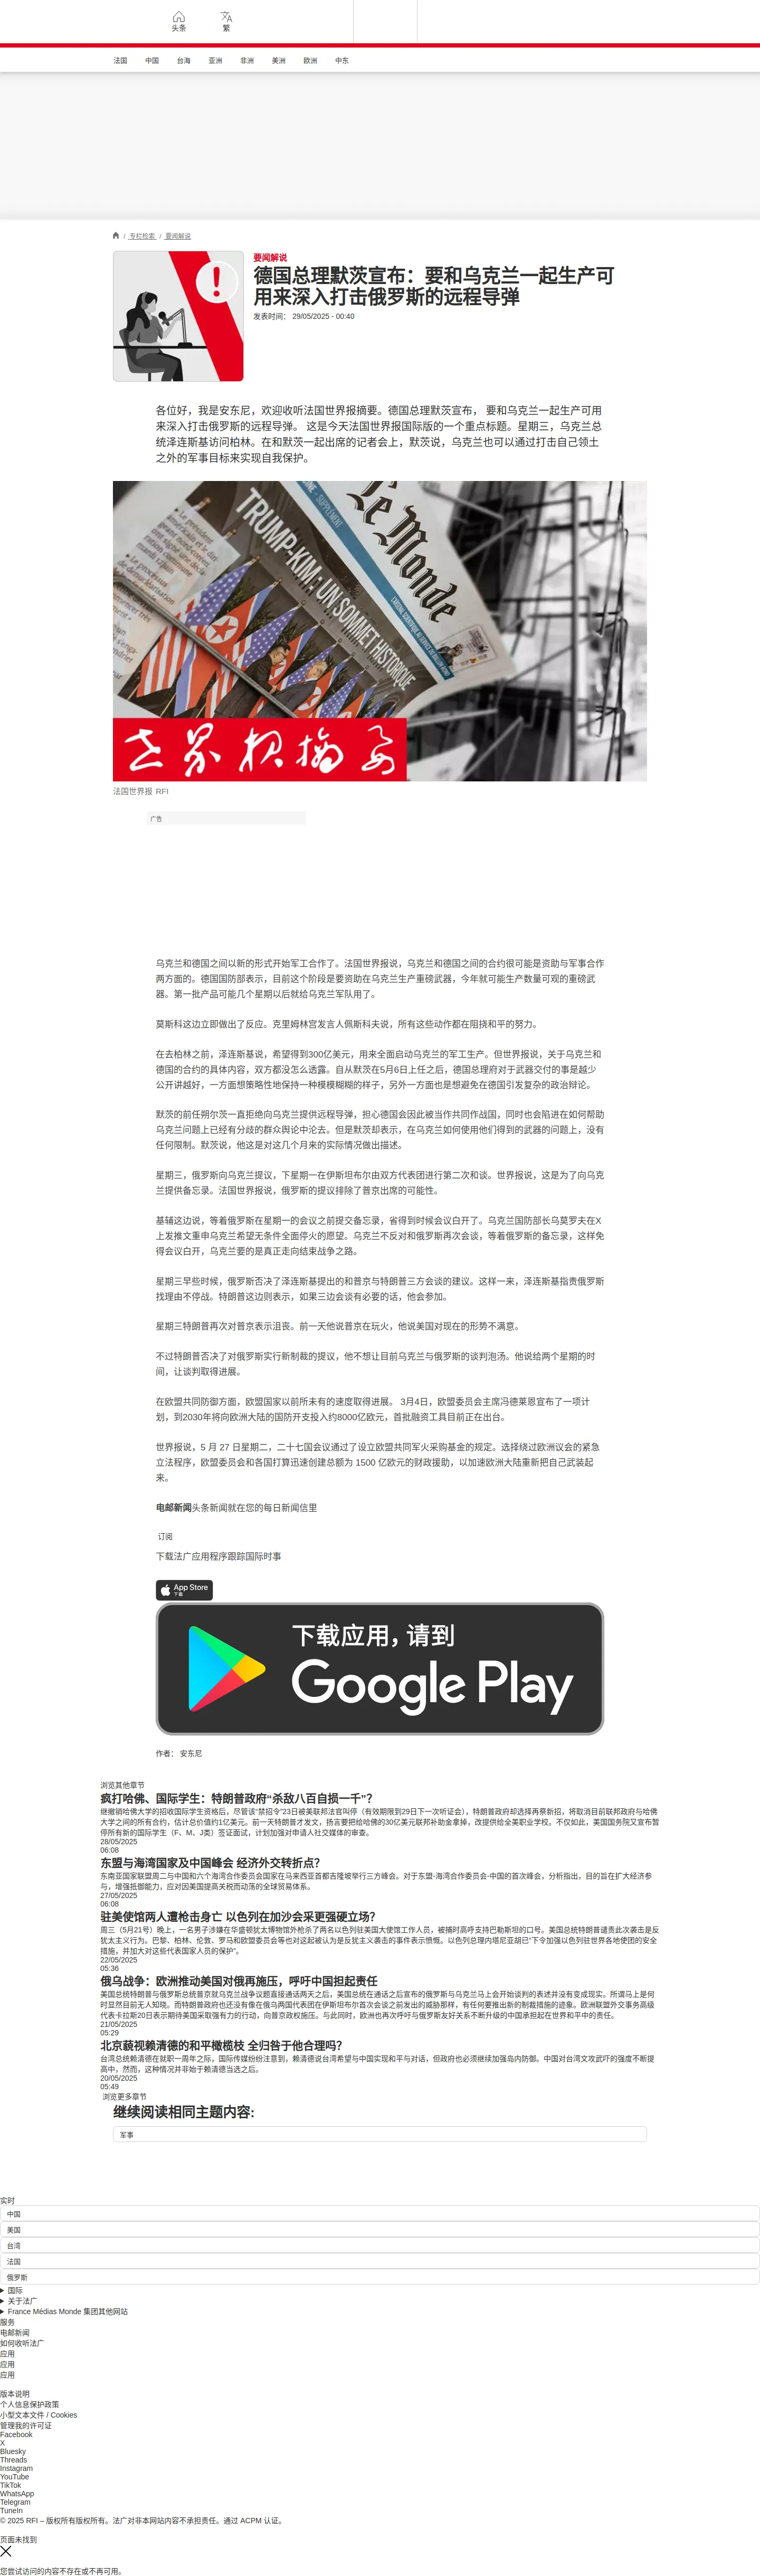 头条
繁
法国
中国
台海
亚洲
非洲
美洲
欧洲
中东
/ 专栏检索 / 要闻解说
要闻解说
德国总理默茨宣布：要和乌克兰一起生产可
用来深入打击俄罗斯的远程导弹
发表时间： 29/05/2025 - 00:40
各位好，我是安东尼，欢迎收听法国世界报摘要。德国总理默茨宣布， 要和乌克兰一起生产可用
来深入打击俄罗斯的远程导弹。 这是今天法国世界报国际版的一个重点标题。星期三，乌克兰总
统泽连斯基访问柏林。在和默茨一起出席的记者会上，默茨说，乌克兰也可以通过打击自己领土
之外的军事目标来实现自我保护。
TRUMP-KIM : UN SOMMET HISTORIQUE
Le Monde
世界报摘要
法国世界报 RFI
广告
乌克兰和德国之间以新的形式开始军工合作了。法国世界报说，乌克兰和德国之间的合约很可能是资助与军事合作
两方面的。德国国防部表示，目前这个阶段是要资助在乌克兰生产重磅武器，今年就可能生产数量可观的重磅武
器。第一批产品可能几个星期以后就给乌克兰军队用了。
莫斯科这边立即做出了反应。克里姆林宫发言人佩斯科夫说，所有这些动作都在阻挠和平的努力。
在去柏林之前，泽连斯基说，希望得到300亿美元，用来全面启动乌克兰的军工生产。但世界报说，关于乌克兰和
德国的合约的具体内容，双方都没怎么透露。自从默茨在5月6日上任之后，德国总理府对于武器交付的事是越少
公开讲越好，一方面想策略性地保持一种模模糊糊的样子，另外一方面也是想避免在德国引发复杂的政治辩论。
默茨的前任朔尔茨一直拒绝向乌克兰提供远程导弹，担心德国会因此被当作共同作战国，同时也会陷进在如何帮助
乌克兰问题上已经有分歧的群众舆论中沦去。但是默茨却表示，在乌克兰如何使用他们得到的武器的问题上，没有
任何限制。默茨说，他这是对这几个月来的实际情况做出描述。
星期三，俄罗斯向乌克兰提议，下星期一在伊斯坦布尔由双方代表团进行第二次和谈。世界报说，这是为了向乌克
兰提供备忘录。法国世界报说，俄罗斯的提议排除了普京出席的可能性。
基辅这边说，等着俄罗斯在星期一的会议之前提交备忘录，省得到时候会议白开了。乌克兰国防部长乌莫罗夫在X
上发推文重申乌克兰希望无条件全面停火的愿望。乌克兰不反对和俄罗斯再次会谈，等着俄罗斯的备忘录，这样免
得会议白开，乌克兰要的是真正走向结束战争之路。
星期三早些时候，俄罗斯否决了泽连斯基提出的和普京与特朗普三方会谈的建议。这样一来，泽连斯基指责俄罗斯
找理由不停战。特朗普这边则表示，如果三边会谈有必要的话，他会参加。
星期三特朗普再次对普京表示沮丧。前一天他说普京在玩火，他说美国对现在的形势不满意。
不过特朗普否决了对俄罗斯实行新制裁的提议，他不想让目前乌克兰与俄罗斯的谈判泡汤。他说给两个星期的时
间，让谈判取得进展。
在欧盟共同防御方面，欧盟国家以前所未有的速度取得进展。 3月4日，欧盟委员会主席冯德莱恩宣布了一项计
划，到2030年将向欧洲大陆的国防开支投入约8000亿欧元，首批融资工具目前正在出台。
世界报说，5 月 27 日星期二，二十七国会议通过了设立欧盟共同军火采购基金的规定。选择绕过欧洲议会的紧急
立法程序，欧盟委员会和各国打算迅速创建总额为 1500 亿欧元的财政援助，以加速欧洲大陆重新把自己武装起
来。
电邮新闻头条新闻就在您的每日新闻信里
订阅
下载法广应用程序跟踪国际时事
App Store
下载
下载应用，请到
Google Play
作者： 安东尼
浏览其他章节
疯打哈佛、国际学生：特朗普政府“杀敌八百自损一千”？
继撤销哈佛大学的招收国际学生资格后，尽管该“禁招令”23日被美联邦法官叫停（有效期限到29日下一次听证会），特朗普政府却选择再祭新招，将取消目前联邦政府与哈佛
大学之间的所有合约，估计总价值约1亿美元。前一天特朗普才发文，扬言要把给哈佛的30亿美元联邦补助金拿掉，改提供给全美职业学校。不仅如此，美国国务院又宣布暂
停所有新的国际学生（F、M、J类）签证面试，计划加强对申请人社交媒体的审查。
28/05/2025
06:08
东盟与海湾国家及中国峰会 经济外交转折点？
东南亚国家联盟周二与中国和六个海湾合作委员会国家在马来西亚首都吉隆坡举行三方峰会。对于东盟-海湾合作委员会-中国的首次峰会，分析指出，目的旨在扩大经济参
与，增强抵御能力，应对因美国提高关税而动荡的全球贸易体系。
27/05/2025
06:08
驻美使馆两人遭枪击身亡 以色列在加沙会采更强硬立场？
周三（5月21号）晚上，一名男子涉嫌在华盛顿犹太博物馆外枪杀了两名以色列驻美国大使馆工作人员，被捕时高呼支持巴勒斯坦的口号。美国总统特朗普谴责此次袭击是反
犹太主义行为。巴黎、柏林、伦敦、罗马和欧盟委员会等也对这起被认为是反犹主义袭击的事件表示愤慨。以色列总理内塔尼亚胡已“下令加强以色列驻世界各地使团的安全
措施，并加大对这些代表国家人员的保护”。
22/05/2025
05:36
俄乌战争：欧洲推动美国对俄再施压，呼吁中国担起责任
美国总统特朗普与俄罗斯总统普京就乌克兰战争议题直接通话两天之后，美国总统在通话之后宣布的俄罗斯与乌克兰马上会开始谈判的表述并没有变成现实。所谓马上是何
时显然目前无人知晓。而特朗普政府也还没有像在俄乌两国代表团在伊斯坦布尔首次会谈之前发出的威胁那样，有任何要推出新的制裁措施的迹象。欧洲联盟外交事务高级
代表卡拉斯20日表示期待美国采取强有力的行动，向普京政权施压。与此同时，欧洲也再次呼吁与俄罗斯友好关系不断升级的中国承担起在世界和平中的责任。
21/05/2025
05:29
北京藐视赖清德的和平橄榄枝 全归咎于他合理吗？
台湾总统赖清德在就职一周年之际，国际传媒纷纷注意到，赖清德说台湾希望与中国实现和平与对话，但政府也必须继续加强岛内防御。中国对台湾文攻武吓的强度不断提
高中，然而，这种情况并非始于赖清德当选之后。
20/05/2025
05:49
浏览更多章节
继续阅读相同主题内容:
军事
实时
中国
美国
台湾
法国
俄罗斯
国际
关于法广
France Médias Monde 集团其他网站
服务
电邮新闻
如何收听法广
应用
应用
应用
版本说明
个人信息保护政策
小型文本文件 / Cookies
管理我的许可证
Facebook
X
Bluesky
Threads
Instagram
YouTube
TikTok
WhatsApp
Telegram
TuneIn
© 2025 RFI – 版权所有版权所有。法广对非本网站内容不承担责任。通过 ACPM 认证。
页面未找到
您尝试访问的内容不存在或不再可用。